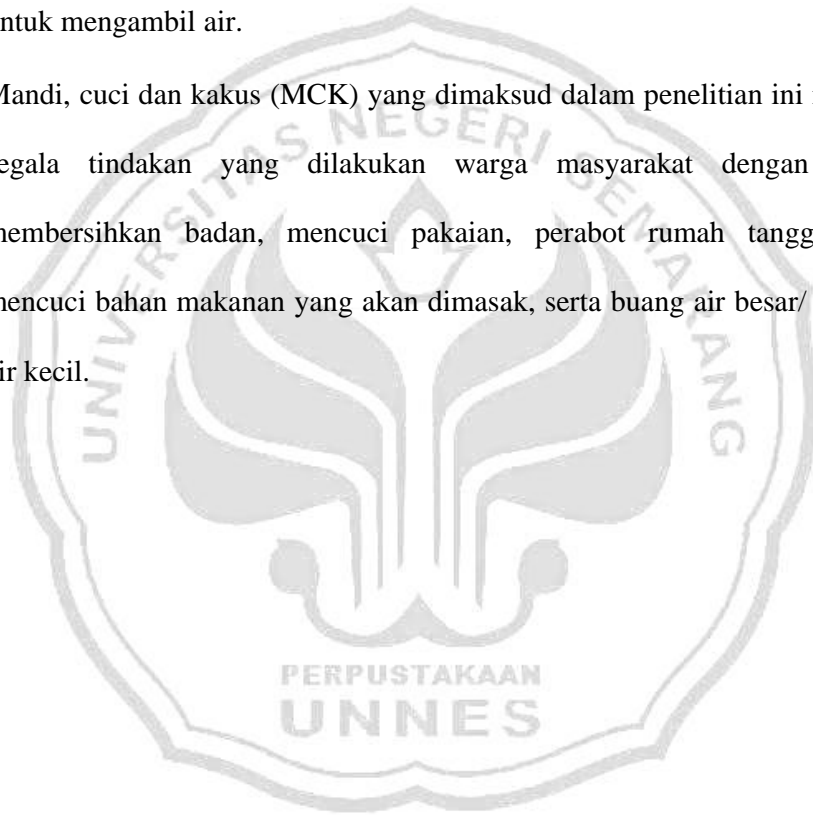 ntuk mengambil air.
Mandi, cuci dan kakus (MCK) yang dimaksud dalam penelitian ini
egala tindakan yang dilakukan warga masyarakat dengan
membersihkan badan, mencuci pakaian, perabot rumah tangg
mencuci bahan makanan yang akan dimasak, serta buang air besar/
ir kecil.
UNIVERSITAS NEGERI SEMARANG
PERPUSTAKAAN
UNNES